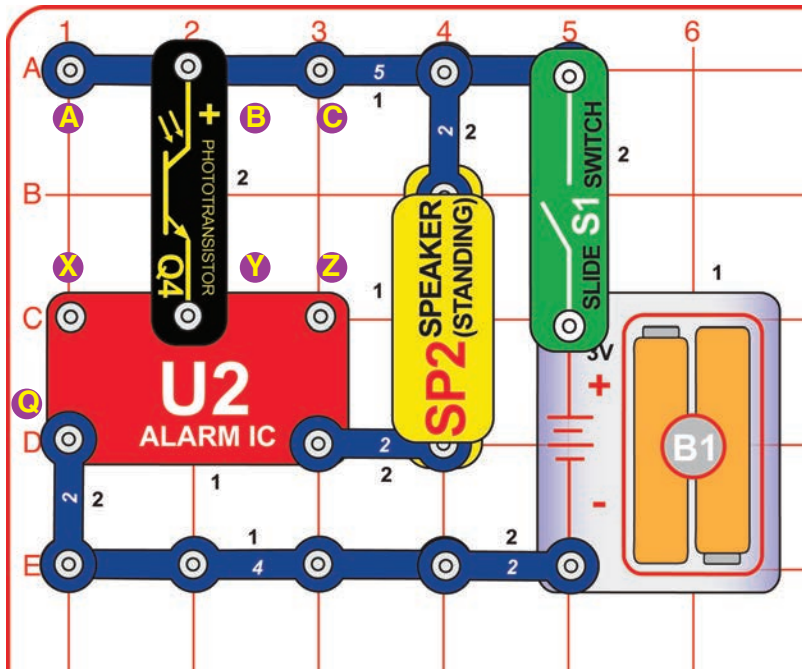 1 2 3 4 5 6
A
5
1
A B C
+
PHOTOTRANSISTOR
Q4
2
2
2
SLIDE S1 SWITCH
2
B
X Y Z
1
SP2
SPEAKER
(STANDING)
1
C
3V
+
Q
U2
ALARM IC
B1
D
2
2
1
-
2
2
1
2
E
4
2